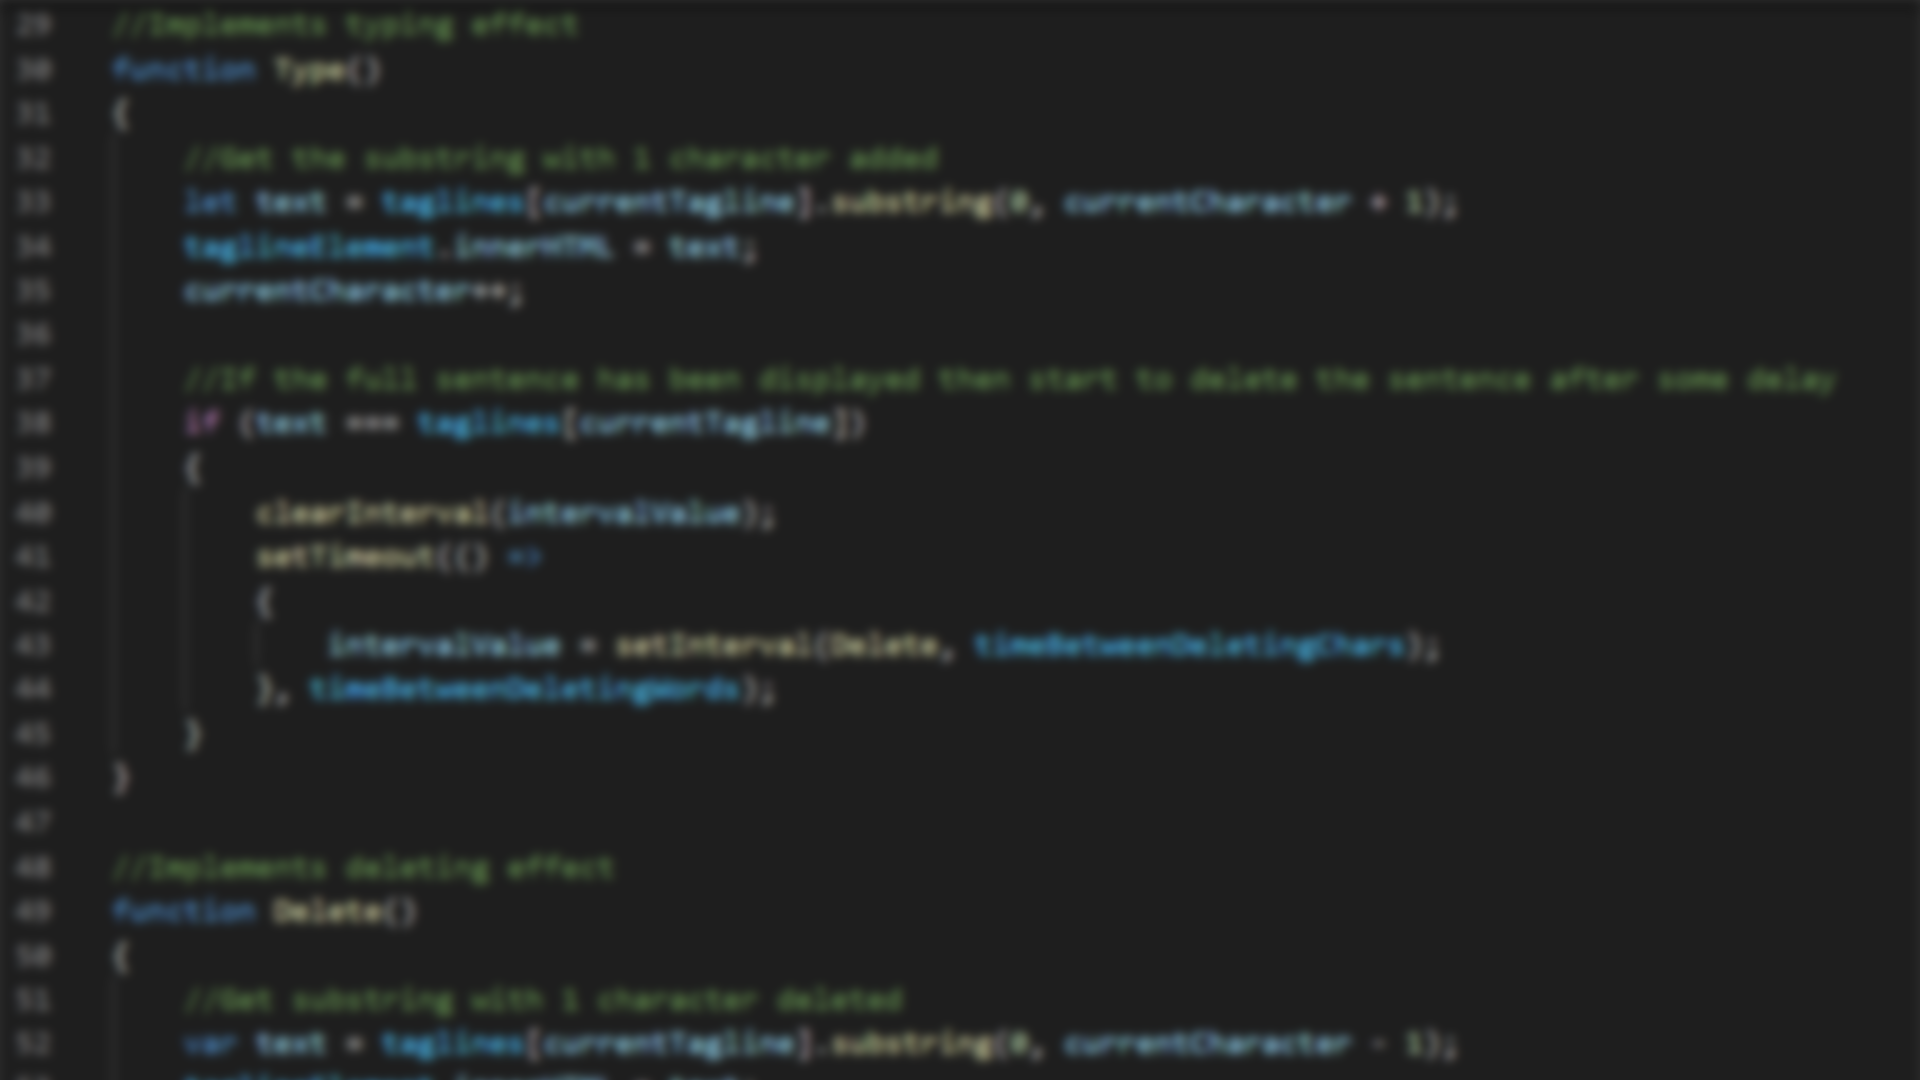 29 //Implements typing effect
30 function Type()
31 {
32 //Get the substring with 1 character added
33 let text = taglines[currentTagline].substring(0, currentCharacter + 1);
34 taglineElement.innerHTML = text;
35 currentCharacter++;
36
37 //If the full sentence has been displayed then start to delete the sentence after some delay
38 if (text === taglines[currentTagline])
39 {
40 clearInterval(intervalValue);
41 setTimeout(() =>
42 {
43 intervalValue = setInterval(Delete, timeBetweenDeletingChars);
44 }, timeBetweenDeletingWords);
45 }
46 }
47
48 //Implements deleting effect
49 function Delete()
50 {
51 //Get substring with 1 character deleted
52 var text = taglines[currentTagline].substring(0, currentCharacter - 1);